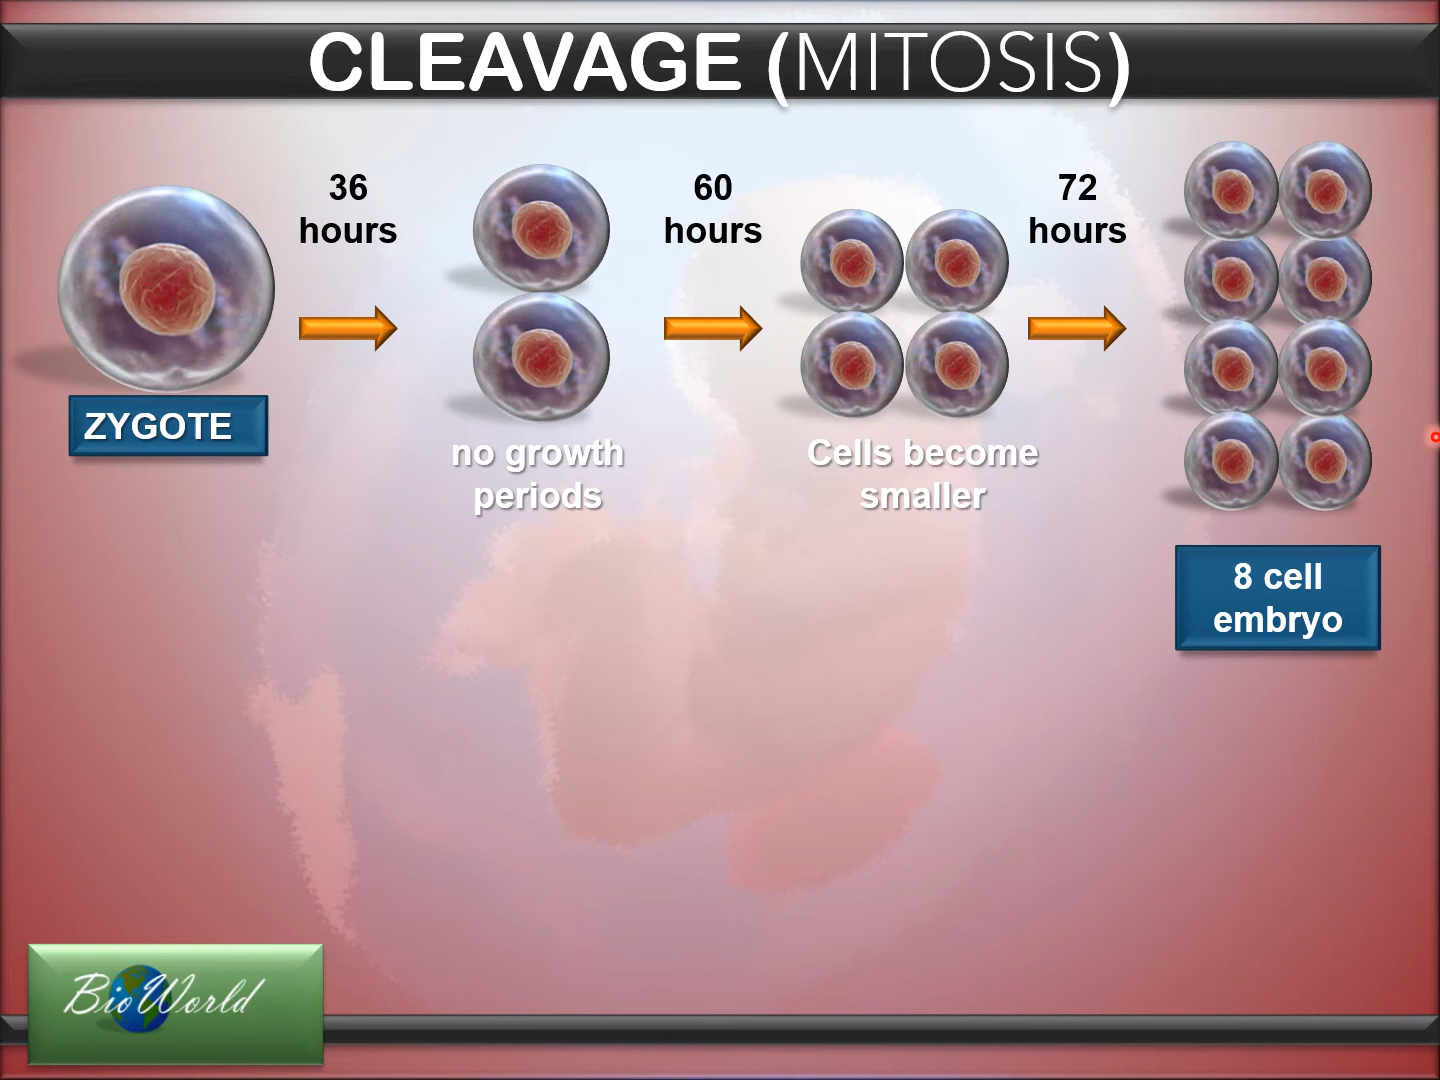 CLEAVAGE (MITOSIS)
36
hours
60
hours
72
hours
ZYGOTE
no growth
periods
Cells become
smaller
8 cell
embryo
BioWorld